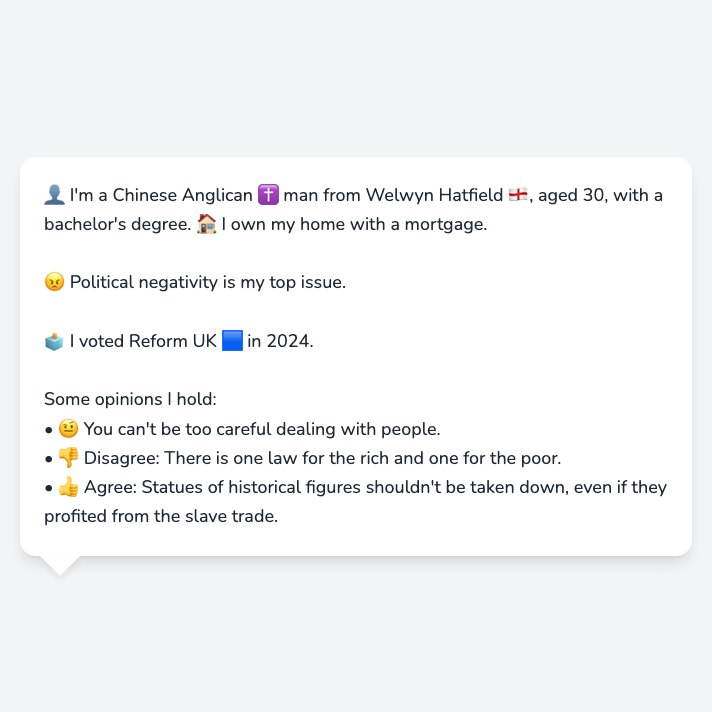 👤 I'm a Chinese Anglican ✝️ man from Welwyn Hatfield 🏴󠁧󠁢󠁥󠁮󠁧󠁿, aged 30, with a
bachelor's degree. 🏠 I own my home with a mortgage.
😠 Political negativity is my top issue.
🗳️ I voted Reform UK 🟦 in 2024.
Some opinions I hold:
• 🤨 You can't be too careful dealing with people.
• 👎 Disagree: There is one law for the rich and one for the poor.
• 👍 Agree: Statues of historical figures shouldn't be taken down, even if they
profited from the slave trade.